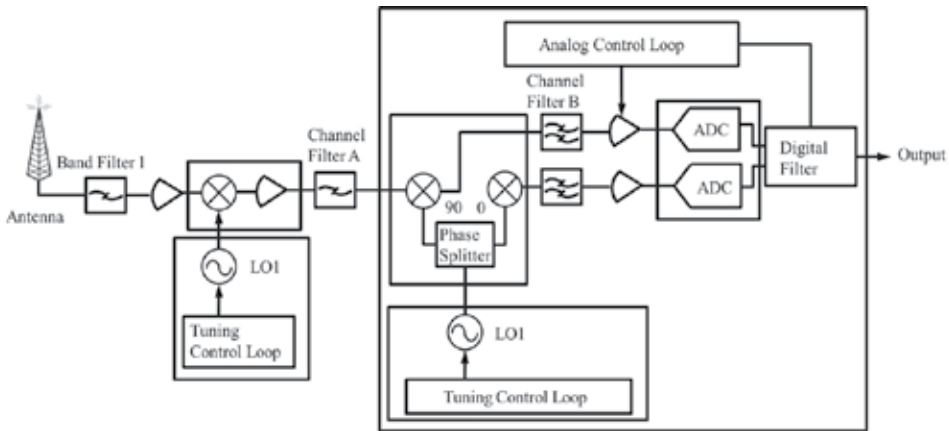 Analog Control Loop
Channel
Filter B
ADC
Channel
Filter A
Band Filter 1
Digital
Filter
Output
ADC
Antenna
90 0
Phase
Splitter
LO1
LO1
Tuning
Control Loop
Tuning Control Loop